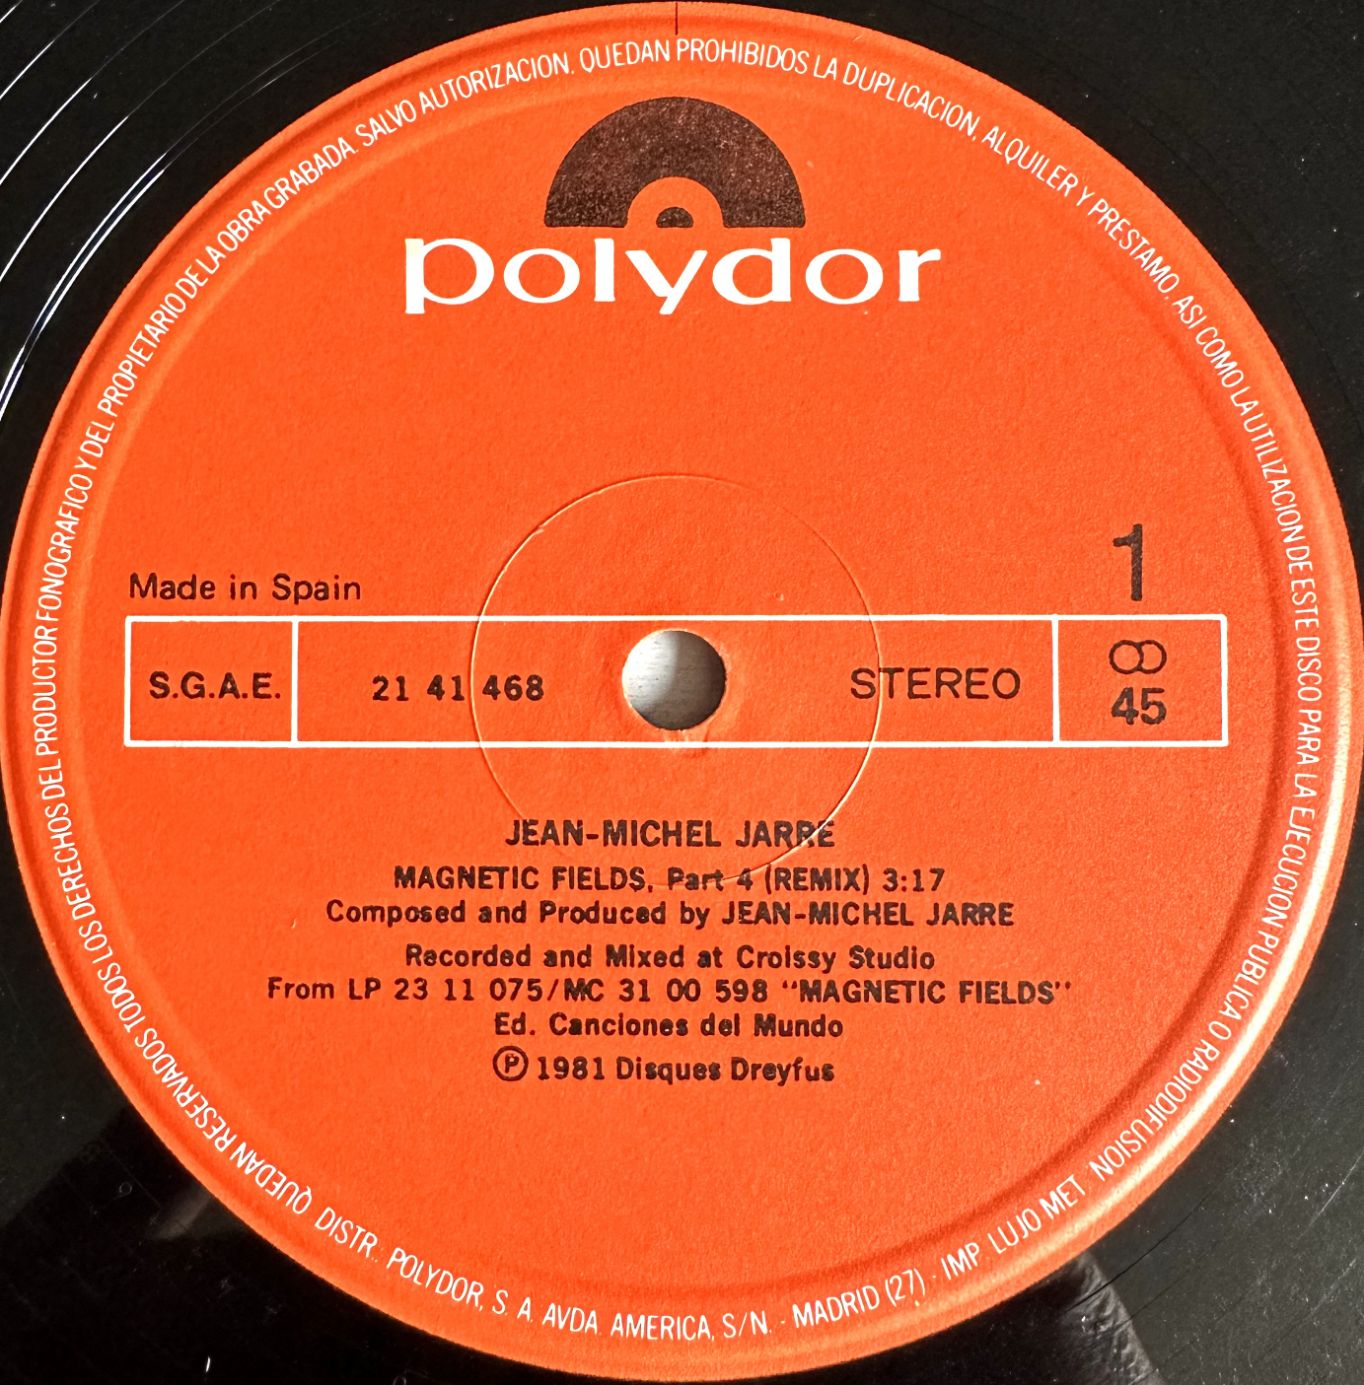 polydor
Made in Spain
1
S.G.A.E.
21 41 468
STEREO
45
JEAN-MICHEL JARRE
MAGNETIC FIELDS, Part 4 (REMIX) 3:17
Composed and Produced by JEAN-MICHEL JARRE
Recorded and Mixed at Croissy Studio
From LP 23 11 075/MC 31 00 598 "MAGNETIC FIELDS"
Ed. Canciones del Mundo
Ⓟ 1981 Disques Dreyfus
QUEDAN RESERVADOS TODOS LOS DERECHOS DEL PRODUCTOR FONOGRAFICO Y DEL PROPIETARIO DE LA OBRA GRABADA. SALVO AUTORIZACION. QUEDAN PROHIBIDOS LA DUPLICACION, ALQUILER Y PRESTAMO. ASI COMO LA UTILIZACION DE ESTE DISCO PARA LA EJECUCION PUBLICA O RADIODIFUSION
DISTR.. POLYDOR, S. A. AVDA. AMERICA, S/N. - MADRID (27) - IMP. LUJO MET